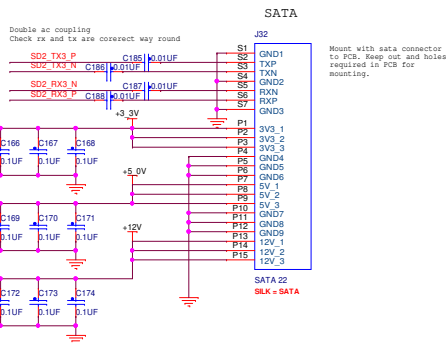 SATA
Double ac coupling
Check rx and tx are corerect way round
J32
Mount with sata connector
to PCB. Keep out and holes
required in PCB for
mounting.
SD2_TX3_P C185 0.01UF S1 GND1
SD2_TX3_N C186 0.01UF S2 TXP
S3 TXN
S4 GND2
SD2_RX3_N C187 0.01UF S5 RXN
SD2_RX3_P C188 0.01UF S6 RXP
S7 GND3
+3_3V
P1 3V3_1
P2 3V3_2
P3 3V3_3
P4 GND4
P5 GND5
P6 GND6
P7 5V_1
P8 5V_2
P9 5V_3
P10 GND7
P11 GND8
P12 GND9
P13 12V_1
P14 12V_2
P15 12V_3
C166 C167 C168
0.1UF 0.1UF 0.1UF
+5_0V
C169 C170 C171
0.1UF 0.1UF 0.1UF
+12V
C172 C173 C174
0.1UF 0.1UF 0.1UF
SATA 22
SILK = SATA